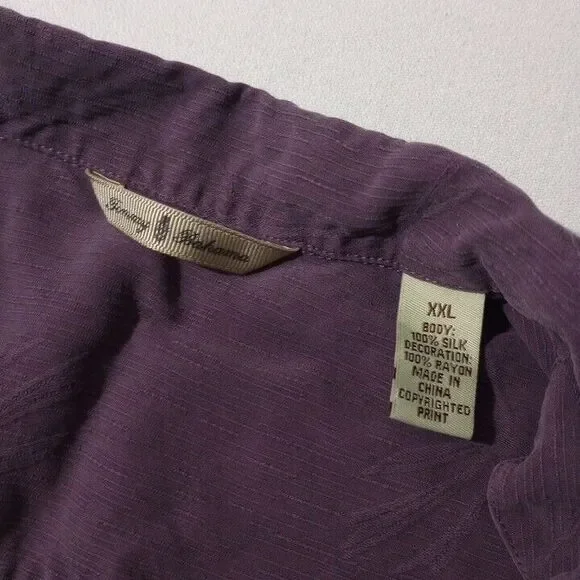 Tommy Bahama
XXL
BODY:
100% SILK
DECORATION:
100% RAYON
MADE IN
CHINA
COPYRIGHTED
PRINT